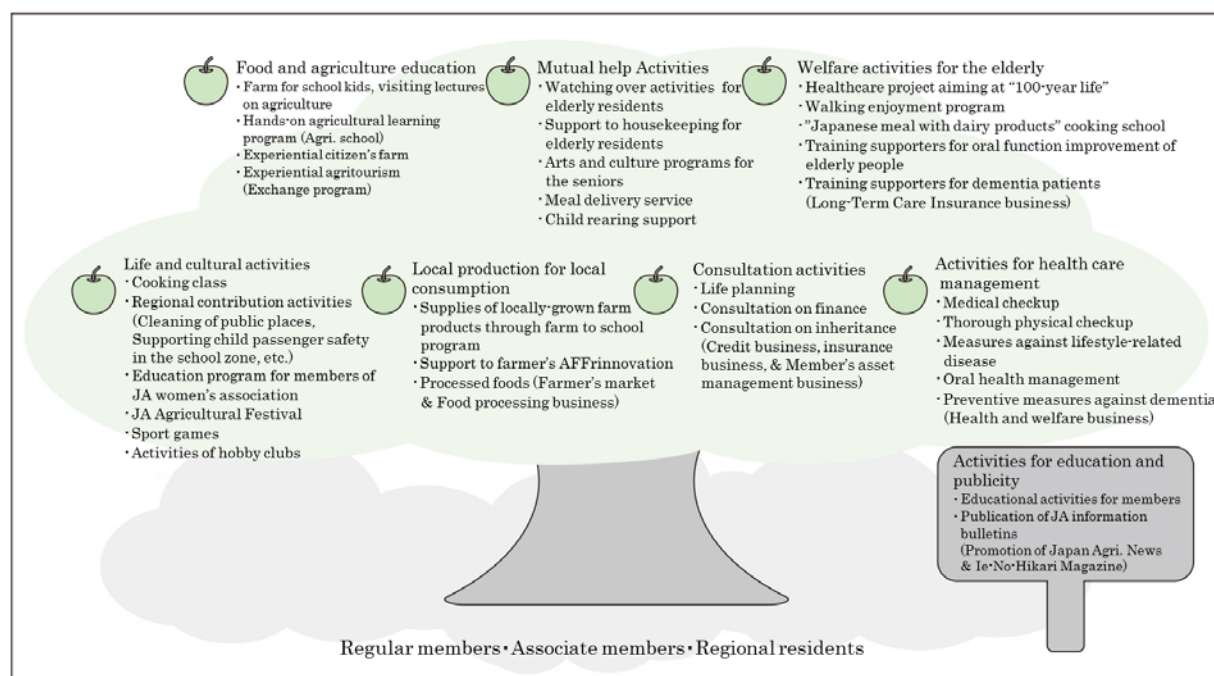 Food and agriculture education
・Farm for school kids, visiting lectures
on agriculture
・Hands-on agricultural learning
program (Agri. school)
・Experiential citizen's farm
・Experiential agritourism
(Exchange program)
Mutual help Activities
・Watching over activities for
elderly residents
・Support to housekeeping for
elderly residents
・Arts and culture programs for
the seniors
・Meal delivery service
・Child rearing support
Welfare activities for the elderly
・Healthcare project aiming at "100-year life"
・Walking enjoyment program
・"Japanese meal with dairy products" cooking school
・Training supporters for oral function improvement of
elderly people
・Training supporters for dementia patients
(Long-Term Care Insurance business)
Life and cultural activities
・Cooking class
・Regional contribution activities
(Cleaning of public places,
Supporting child passenger safety
in the school zone, etc.)
・Education program for members of
JA women's association
・JA Agricultural Festival
・Sport games
・Activities of hobby clubs
Local production for local
consumption
・Supplies of locally-grown farm
products through farm to school
program
・Support to farmer's AFFrinnovation
・Processed foods (Farmer's market
& Food processing business)
Consultation activities
・Life planning
・Consultation on finance
・Consultation on inheritance
(Credit business, insurance
business, & Member's asset
management business)
Activities for health care
management
・Medical checkup
・Thorough physical checkup
・Measures against lifestyle-related
disease
・Oral health management
・Preventive measures against dementia
(Health and welfare business)
Activities for education and
publicity
・Educational activities for members
・Publication of JA information
bulletins
(Promotion of Japan Agri. News
& Ie-No-Hikari Magazine)
Regular members・Associate members・Regional residents